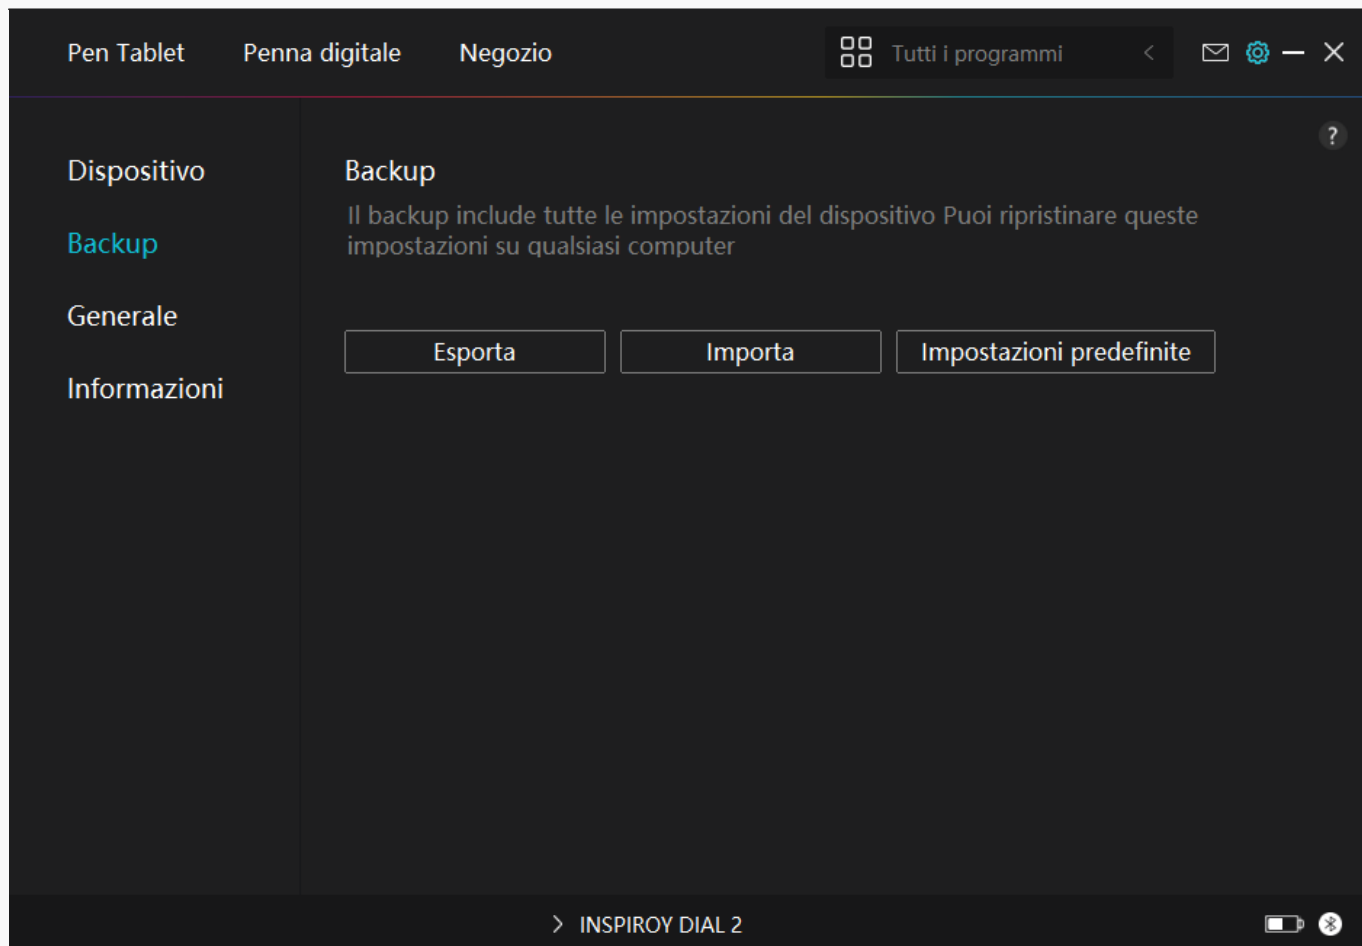 Pen Tablet Penna digitale Negozio Tutti i programmi
?
Dispositivo
Backup
Generale
Informazioni
Backup
Il backup include tutte le impostazioni del dispositivo Puoi ripristinare queste
impostazioni su qualsiasi computer
Esporta Importa Impostazioni predefinite
INSPIROY DIAL 2